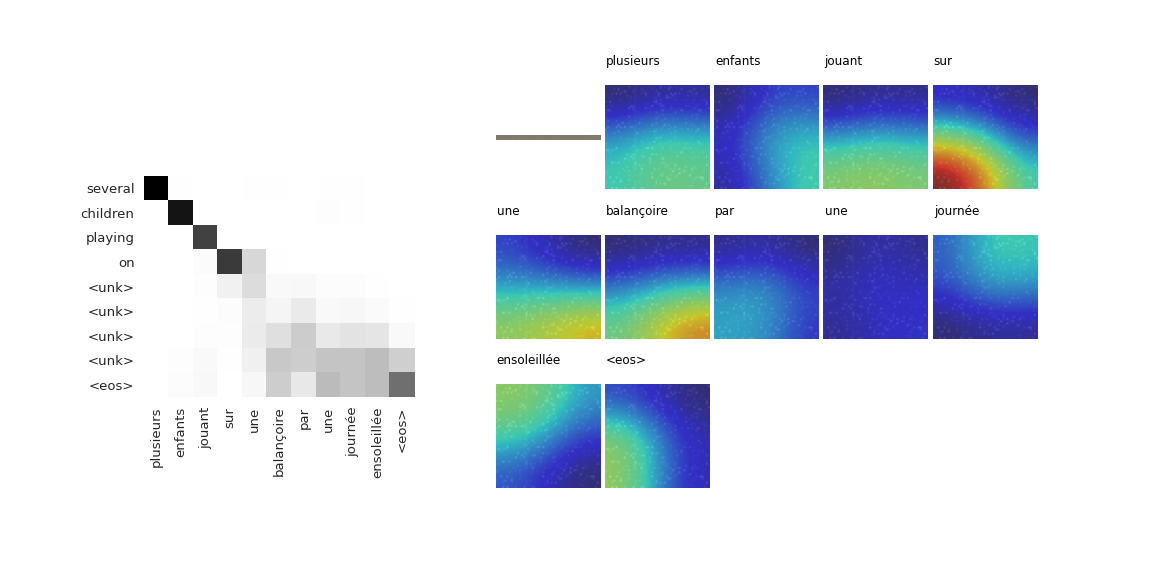 several
children
playing
on
<unk>
<unk>
<unk>
<unk>
<eos>
plusieurs
enfants
jouant
sur
une
balançoire
par
une
journée
ensoleillée
<eos>
plusieurs enfants jouant sur
une balançoire par une journée
ensoleillée <eos>